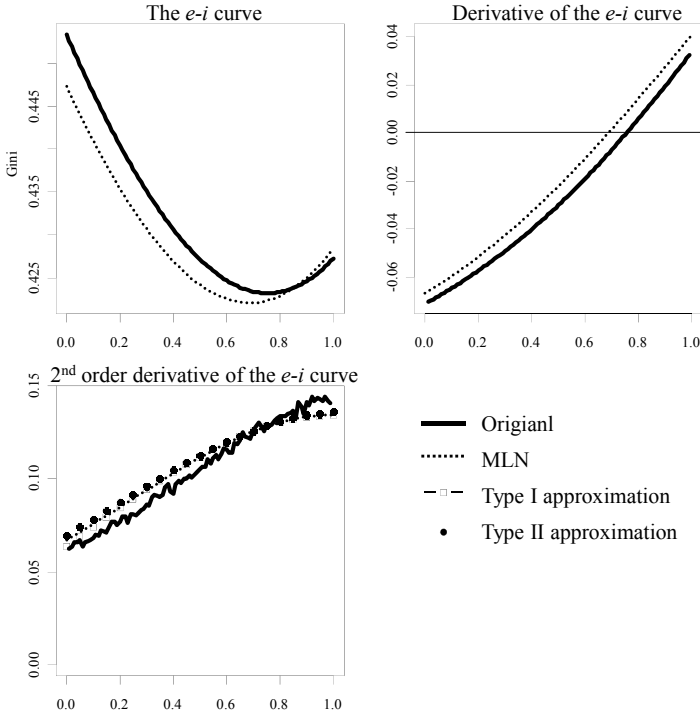 The e-i curve
Derivative of the e-i curve
Gini
0.445
0.435
0.425
0.0 0.2 0.4 0.6 0.8 1.0
0.04
0.02
0.00
-0.02
-0.04
-0.06
0.0 0.2 0.4 0.6 0.8 1.0
2nd order derivative of the e-i curve
0.15
0.10
0.05
0.00
0.0 0.2 0.4 0.6 0.8 1.0
Origianl
MLN
Type I approximation
Type II approximation